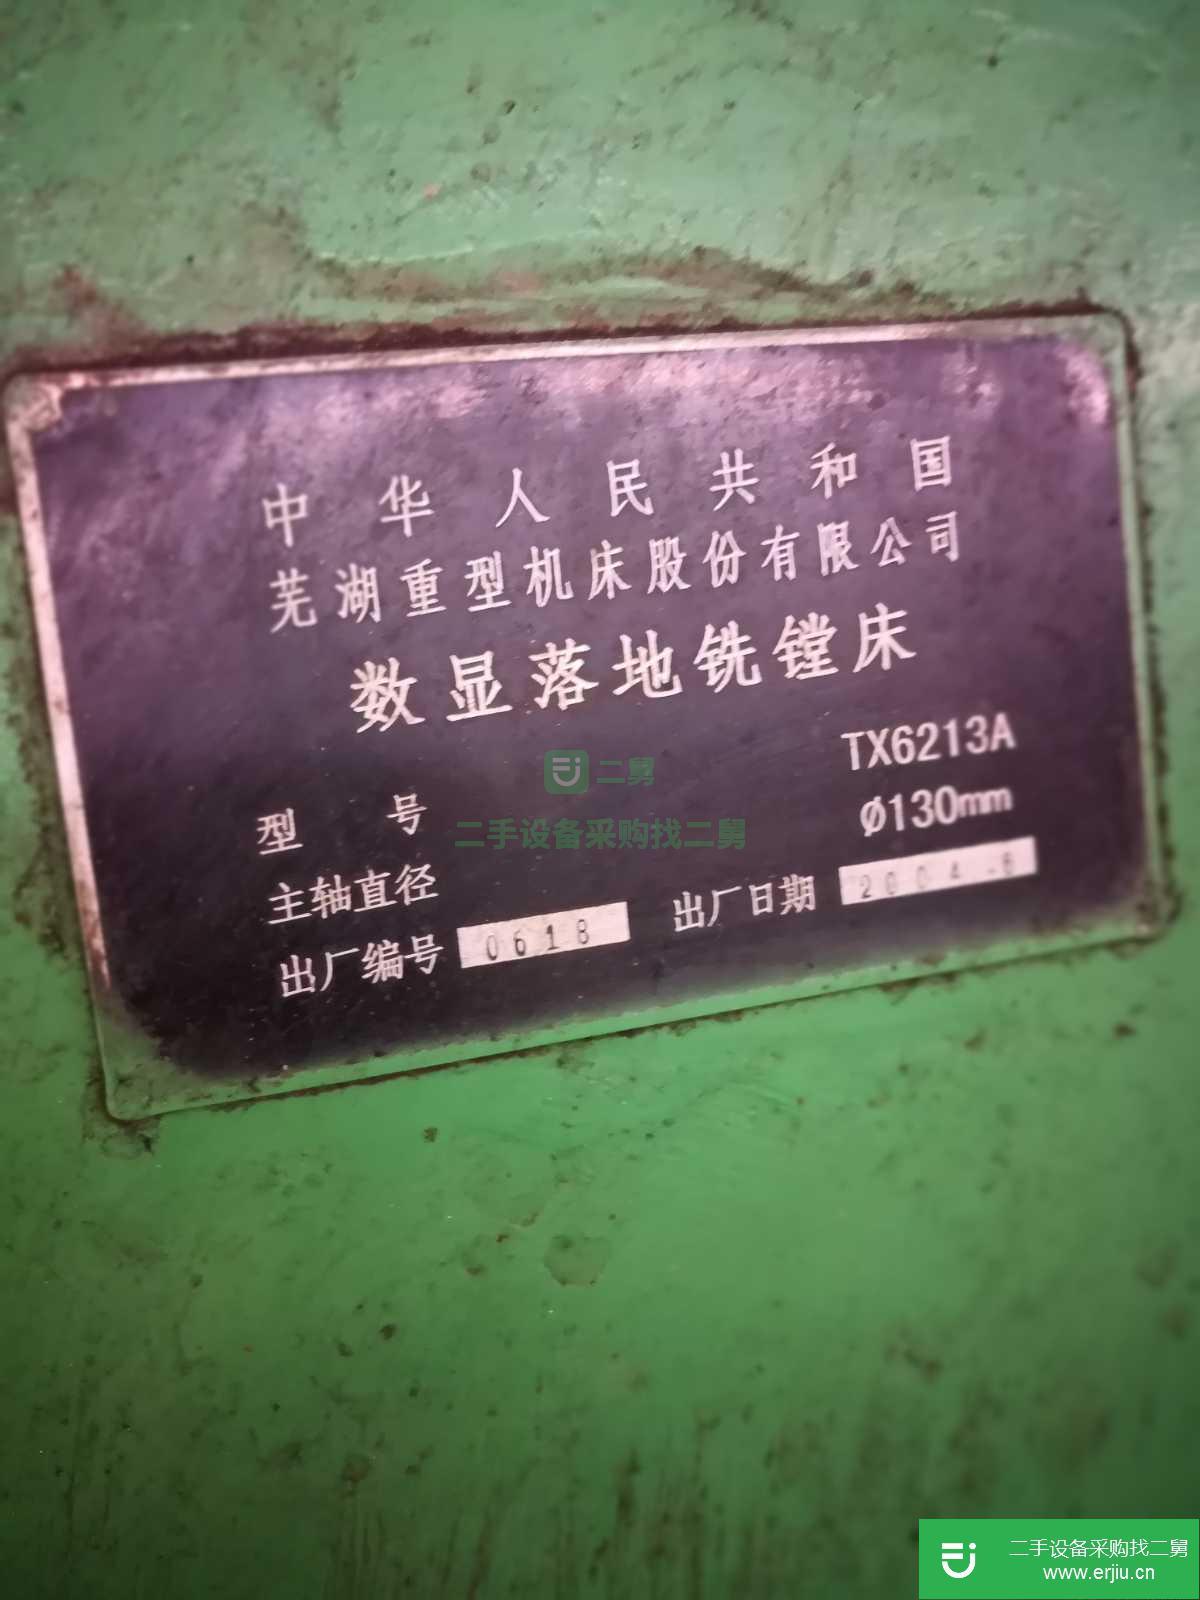 中华人民共和国
芜湖重型机床股份有限公司
数显落地铣镗床
型号 TX6213A
主轴直径 Ø130mm
出厂编号 0618 出厂日期 2004.6
二舅
二手设备采购找二舅
二手设备采购找二舅
www.erjiu.cn